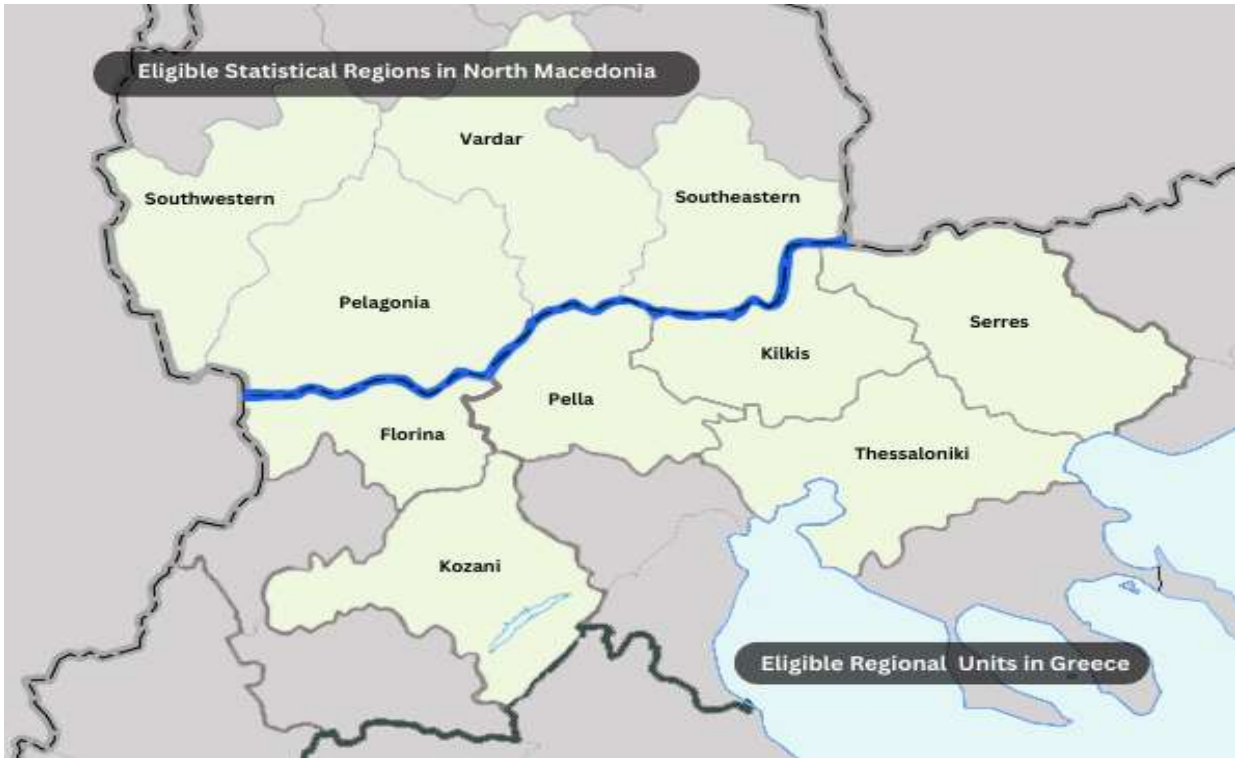 Eligible Statistical Regions in North Macedonia
Vardar
Southwestern
Southeastern
Pelagonia
Serres
Kilkis
Pella
Florina
Thessaloniki
Kozani
Eligible Regional Units in Greece